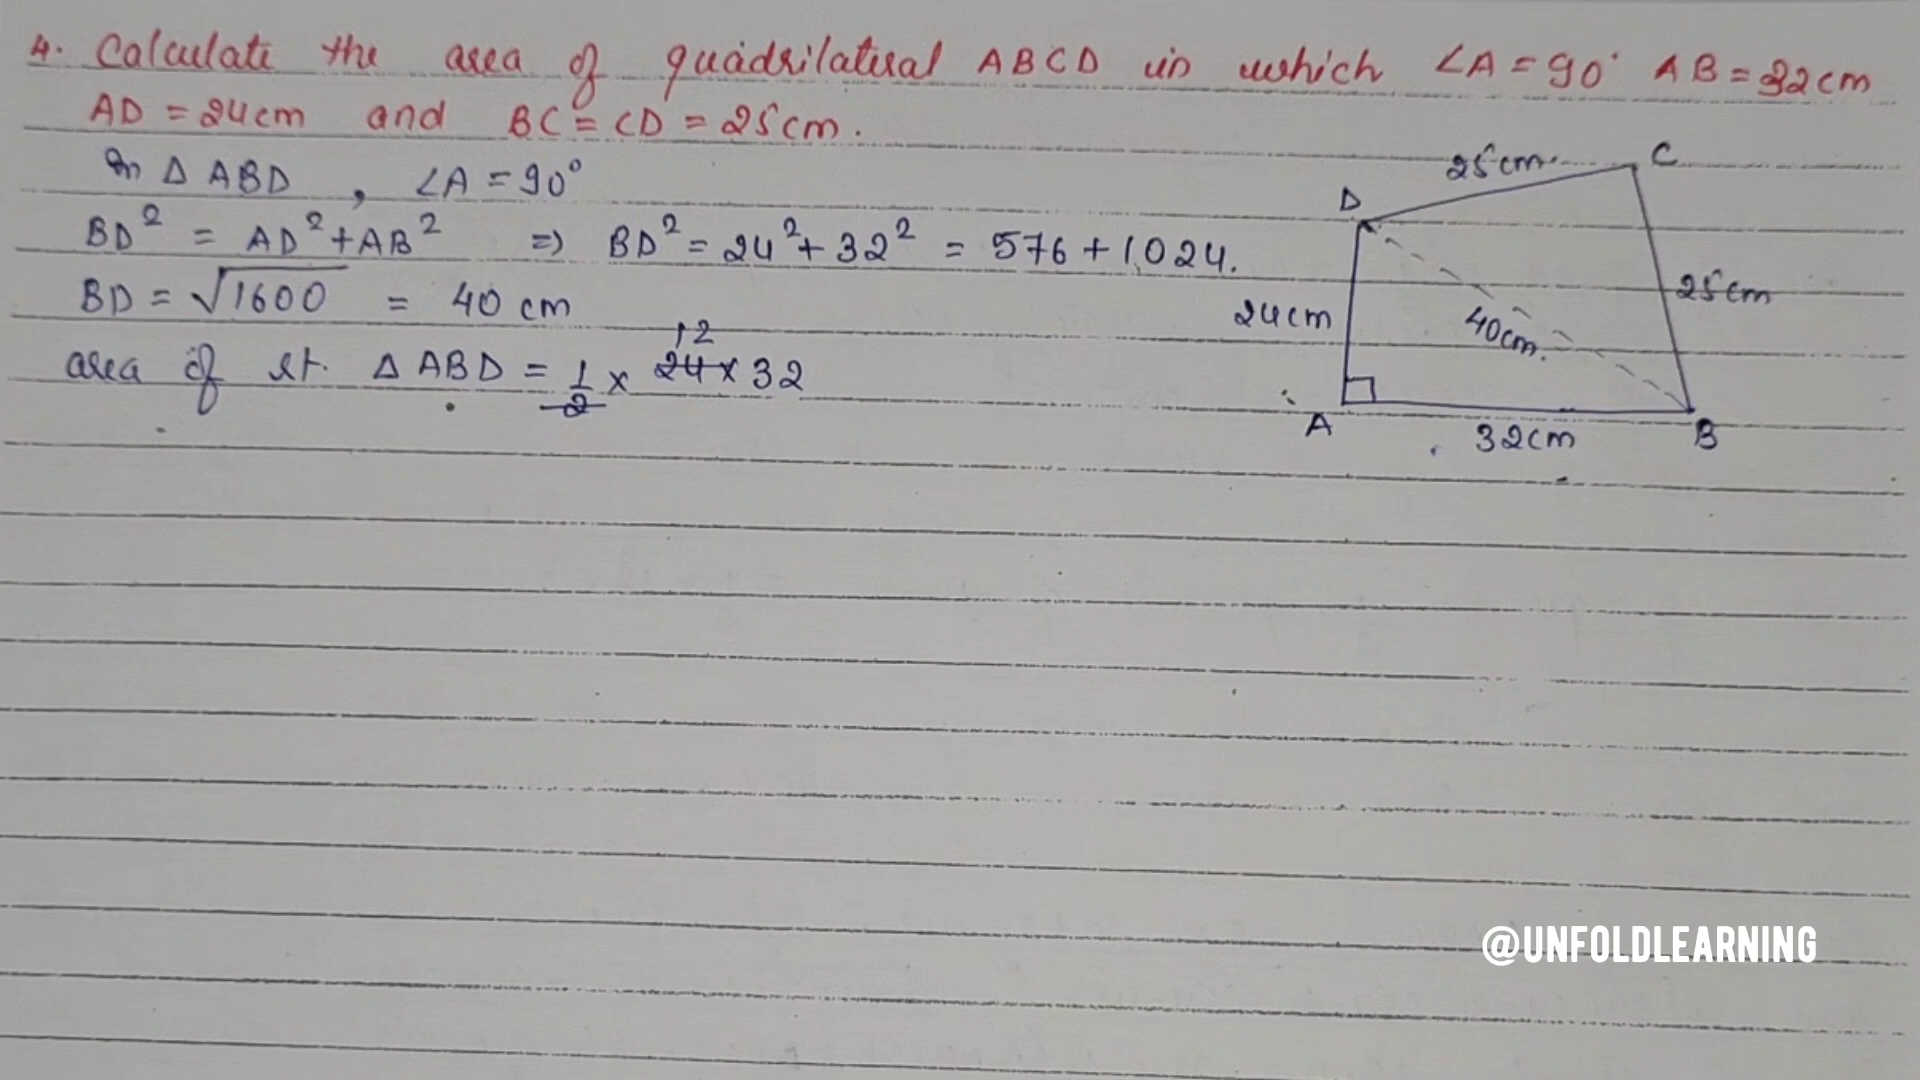 4. Calculate the area of quadrilateral ABCD in which ∠A = 90° AB = 32cm
AD = 24cm and BC = CD = 25cm.
In Δ ABD , ∠A = 90°
BD² = AD² + AB² ⇒ BD² = 24² + 32² = 576 + 1024.
BD = √1600 = 40 cm
12
area of rt. Δ ABD = 1/2 × 24 × 32
25cm
C
D
25cm
24cm
40cm.
A
32cm
B
@UNFOLDLEARNING